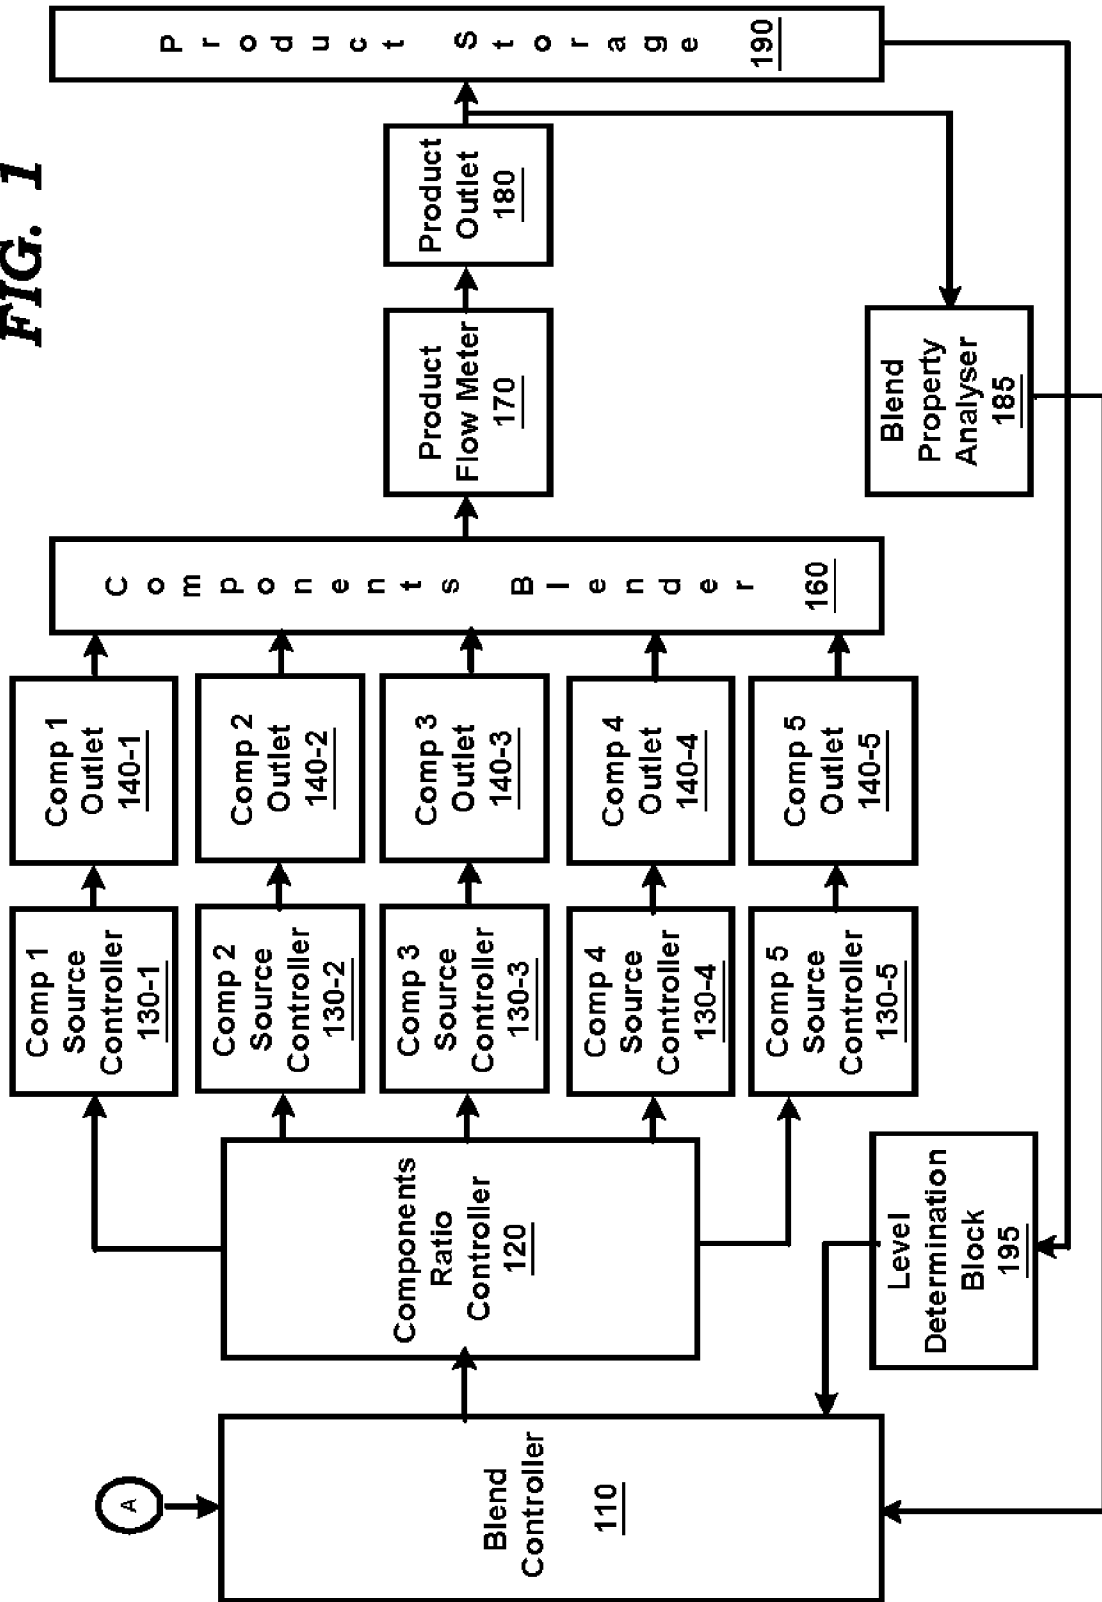 FIG. 1
A
Blend
Controller
110
Components
Ratio
Controller
120
Comp 1
Source
Controller
130-1
Comp 2
Source
Controller
130-2
Comp 3
Source
Controller
130-3
Comp 4
Source
Controller
130-4
Comp 5
Source
Controller
130-5
Comp 1
Outlet
140-1
Comp 2
Outlet
140-2
Comp 3
Outlet
140-3
Comp 4
Outlet
140-4
Comp 5
Outlet
140-5
Components Blender
160
Product
Flow Meter
170
Product
Outlet
180
Product Storage
190
Blend
Property
Analyser
185
Level
Determination
Block
195